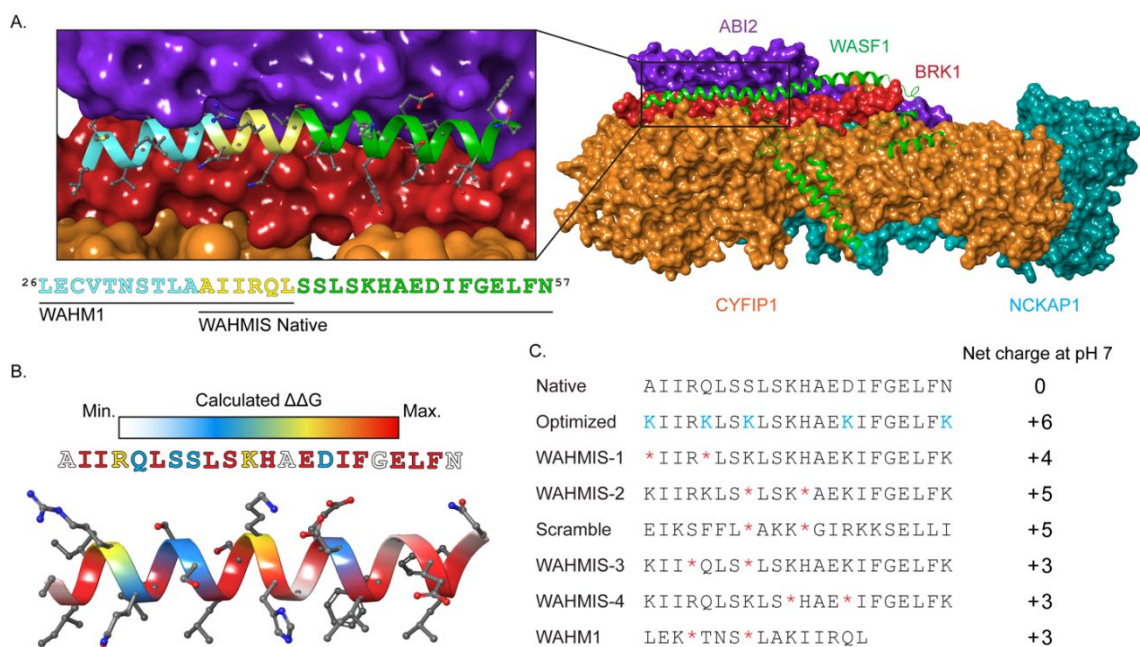 A.
ABI2
WASF1
BRK1
CYFIP1
NCKAP1
26LECVTNSTLAAIIRQLSSLSKHAEDIFGELFN57
WAHM1
WAHMIS Native
B.
Calculated ΔΔG
Min.
Max.
AIIRQLSSLSKHAEDIFGELFN
C.
Net charge at pH 7
Native AIIRQLSSLSKHAEDIFGELFN 0
Optimized KIIRKLSKLSKHAEKIFGELFK +6
WAHMIS-1 *IIR*LSKLSKHAEKIFGELFK +4
WAHMIS-2 KIIRKLS*LSK*AEKIFGELFK +5
Scramble EIKSFFL*AKK*GIRKKSELLI +5
WAHMIS-3 KII*QLS*LSKHAEKIFGELFK +3
WAHMIS-4 KIIRQLSKLS*HAE*IFGELFK +3
WAHM1 LEK*TNS*LAKIIRQL +3